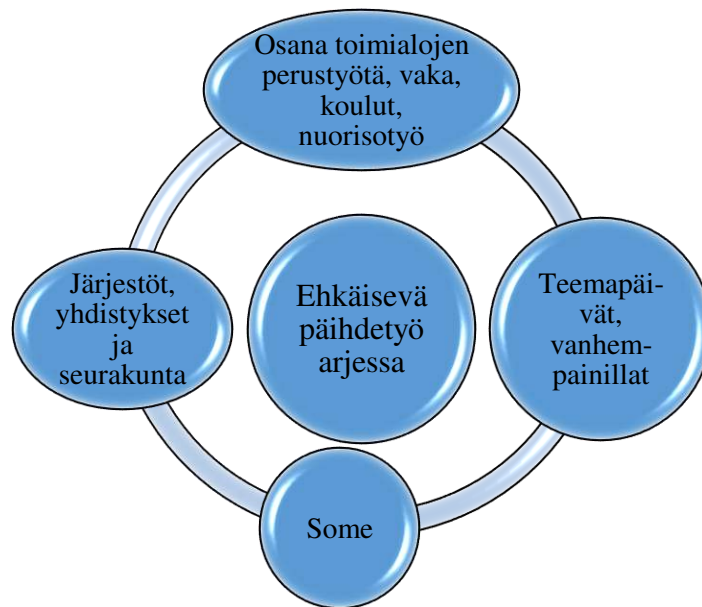 Osana toimialojen
perustyötä, vaka,
koulut,
nuorisotyö
Järjestöt,
yhdistykset
ja
seurakunta
Ehkäisevä
päihdetyö
arjessa
Teemapäi-
vät,
vanhem-
painillat
Some